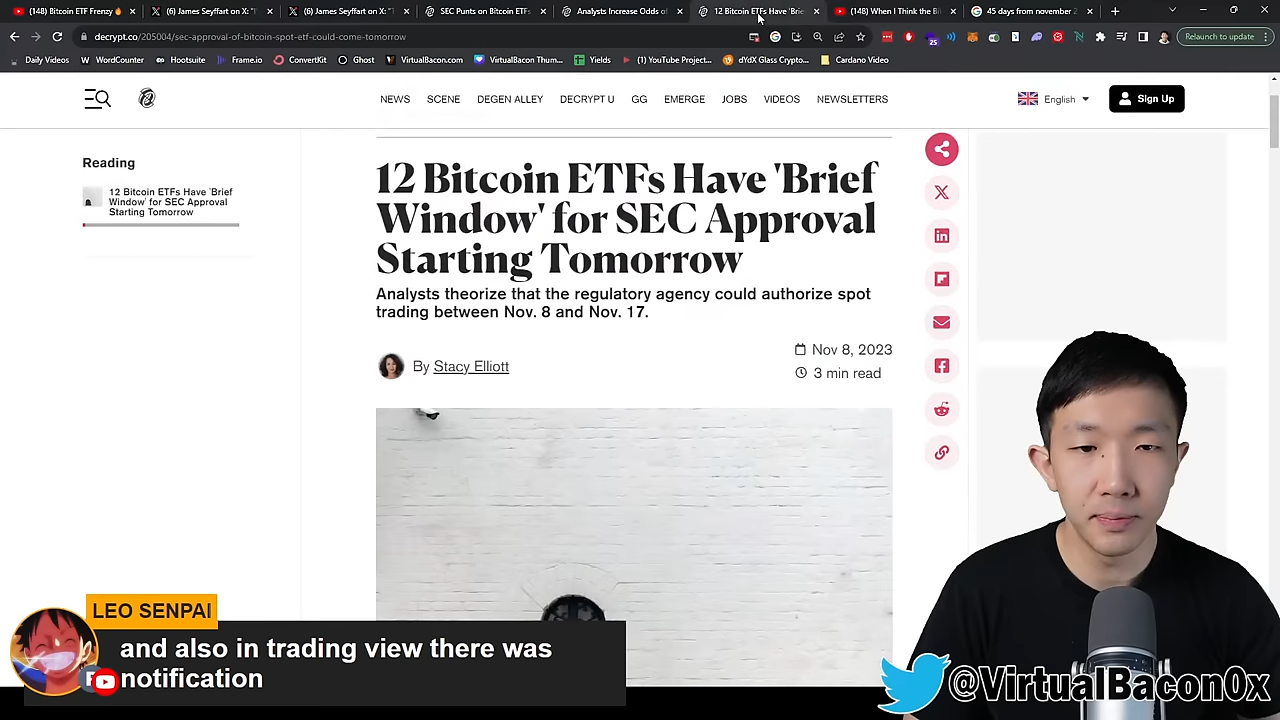 (148) Bitcoin ETF Frenzy
(6) James Seyffart on X: "T
(6) James Seyffart on X: "T
SEC Punts on Bitcoin ETFs
Analysts Increase Odds of
12 Bitcoin ETFs Have 'Brie
(148) When I Think the Bi
45 days from november 2
decrypt.co/205004/sec-approval-of-bitcoin-spot-etf-could-come-tomorrow
25
Relaunch to update
Daily Videos
WordCounter
Hootsuite
Frame.io
ConvertKit
Ghost
VirtualBacon.com
VirtualBacon Thum...
Yields
(1) YouTube Project...
dYdX Glass Crypto...
Cardano Video
NEWS
SCENE
DEGEN ALLEY
DECRYPT U
GG
EMERGE
JOBS
VIDEOS
NEWSLETTERS
English
Sign Up
Reading
12 Bitcoin ETFs Have 'Brief
Window' for SEC Approval
Starting Tomorrow
12 Bitcoin ETFs Have 'Brief
Window' for SEC Approval
Starting Tomorrow
Analysts theorize that the regulatory agency could authorize spot
trading between Nov. 8 and Nov. 17.
By Stacy Elliott
Nov 8, 2023
3 min read
LEO SENPAI
and also in trading view there was
notification
@VirtualBacon0x